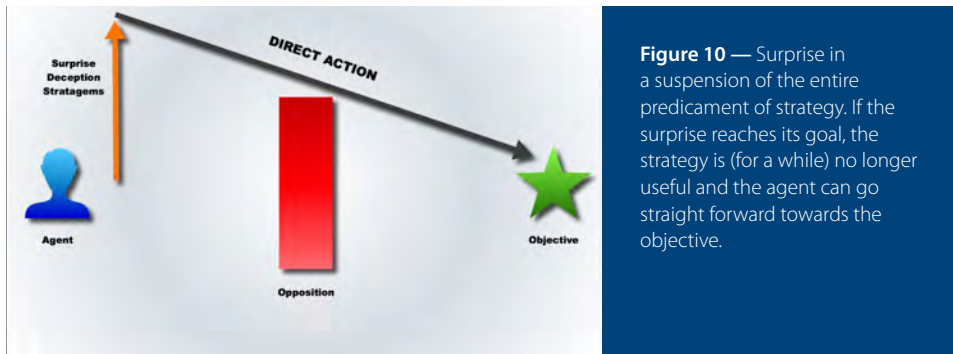 DIRECT ACTION
Surprise
Deception
Stratagems
Agent
Opposition
Objective
Figure 10 — Surprise in
a suspension of the entire
predicament of strategy. If the
surprise reaches its goal, the
strategy is (for a while) no longer
useful and the agent can go
straight forward towards the
objective.